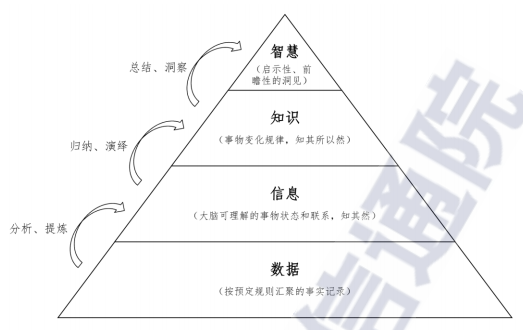 智慧
（启示性、前
瞻性的洞见）
总结、洞察
知识
（事物变化规律，知其所以然）
归纳、演绎
信息
（大脑可理解的事物状态和联系，知其然）
分析、提炼
数据
（按预定规则汇聚的事实记录）
信通院